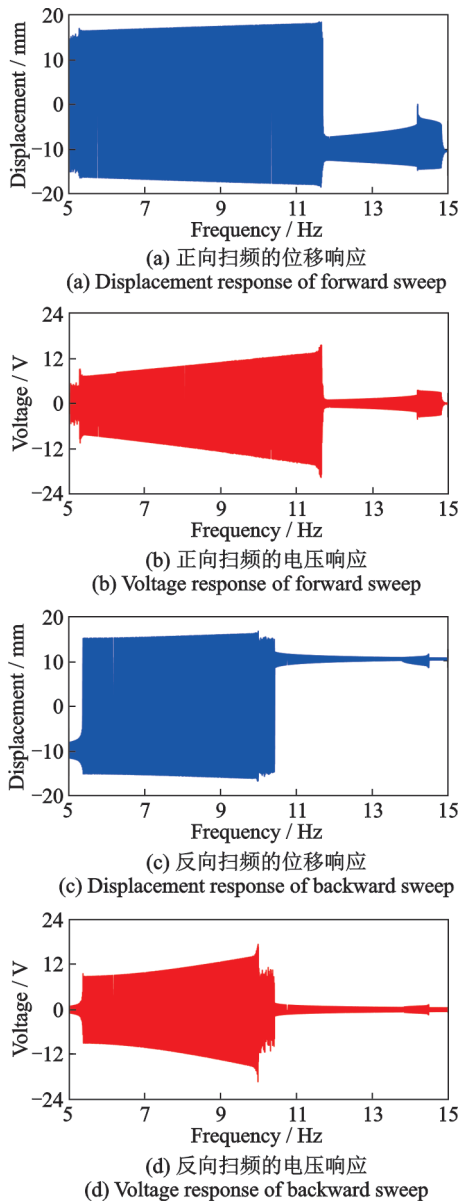 20
10
0
−10
−20
Displacement / mm
5 7 9 11 13 15
Frequency / Hz
(a) 正向扫频的位移响应
(a) Displacement response of forward sweep
24
12
0
−12
−24
Voltage / V
5 7 9 11 13 15
Frequency / Hz
(b) 正向扫频的电压响应
(b) Voltage response of forward sweep
20
10
0
−10
−20
Displacement / mm
5 7 9 11 13 15
Frequency / Hz
(c) 反向扫频的位移响应
(c) Displacement response of backward sweep
24
12
0
−12
−24
Voltage / V
5 7 9 11 13 15
Frequency / Hz
(d) 反向扫频的电压响应
(d) Voltage response of backward sweep